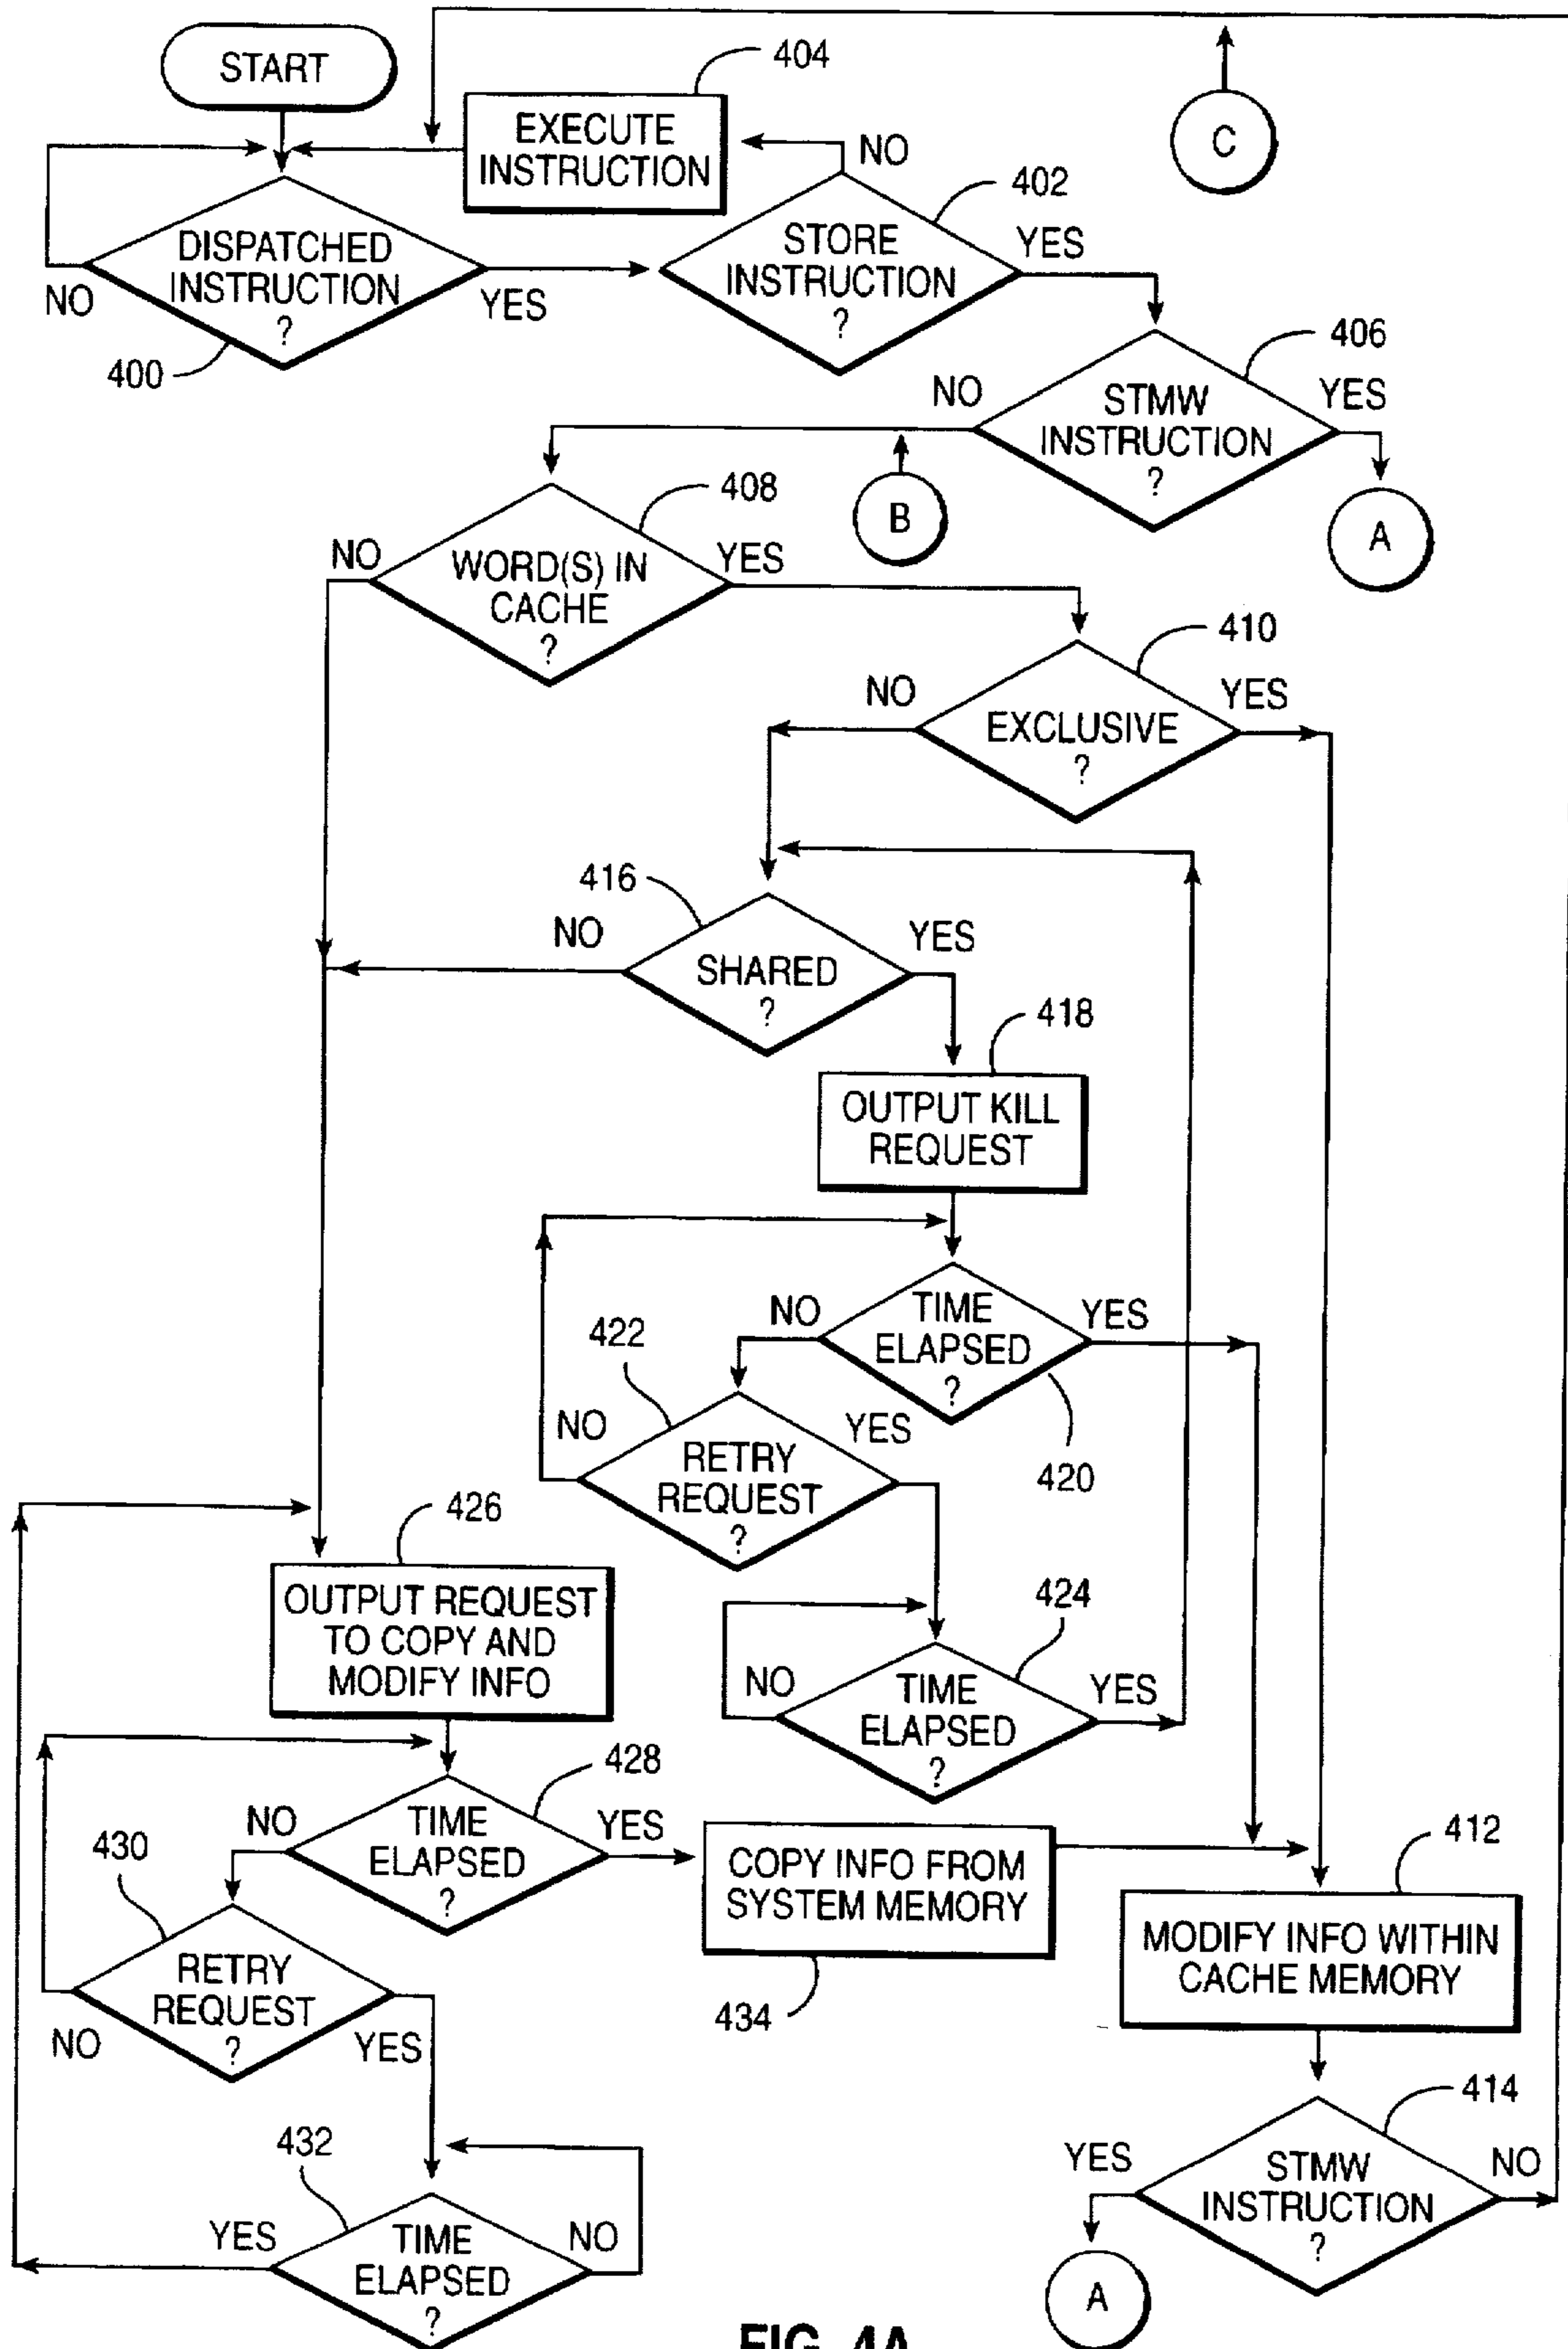 START
404
EXECUTE
INSTRUCTION
NO
C
402
DISPATCHED
INSTRUCTION
?
NO
YES
400
STORE
INSTRUCTION
?
YES
406
NO
STMW
INSTRUCTION
?
YES
B
A
408
NO
WORD(S) IN
CACHE
?
YES
410
NO
EXCLUSIVE
?
YES
416
NO
SHARED
?
YES
418
OUTPUT KILL
REQUEST
NO
TIME
ELAPSED
?
YES
420
422
NO
RETRY
REQUEST
?
YES
426
OUTPUT REQUEST
TO COPY AND
MODIFY INFO
424
NO
TIME
ELAPSED
?
YES
428
NO
TIME
ELAPSED
?
YES
430
RETRY
REQUEST
?
NO
YES
COPY INFO FROM
SYSTEM MEMORY
434
412
MODIFY INFO WITHIN
CACHE MEMORY
414
YES
STMW
INSTRUCTION
?
NO
A
432
YES
TIME
ELAPSED
?
NO
FIG. 4A